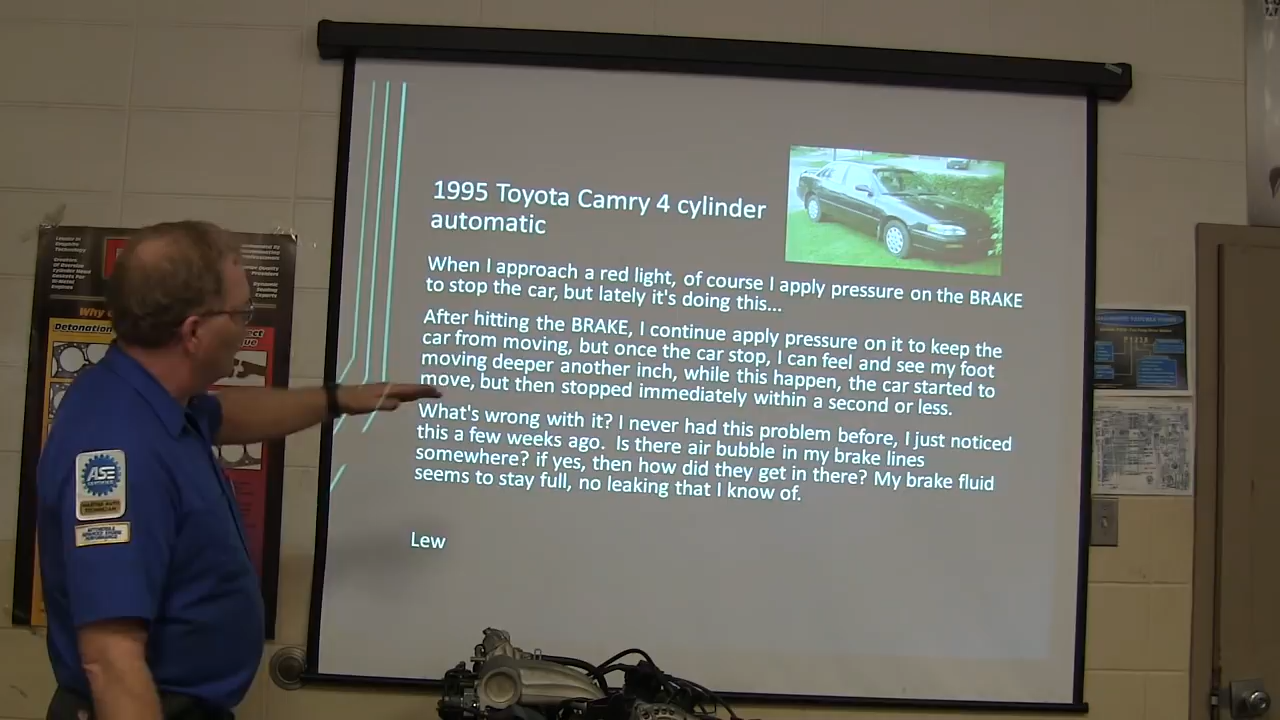 1995 Toyota Camry 4 cylinder
automatic
When I approach a red light, of course I apply pressure on the BRAKE
to stop the car, but lately it's doing this...
After hitting the BRAKE, I continue apply pressure on it to keep the
car from moving, but once the car stop, I can feel and see my foot
moving deeper another inch, while this happen, the car started to
move, but then stopped immediately within a second or less.
What's wrong with it? I never had this problem before, I just noticed
this a few weeks ago.  Is there air bubble in my brake lines
somewhere? if yes, then how did they get in there? My brake fluid
seems to stay full, no leaking that I know of.
Lew
Detonation
ASE